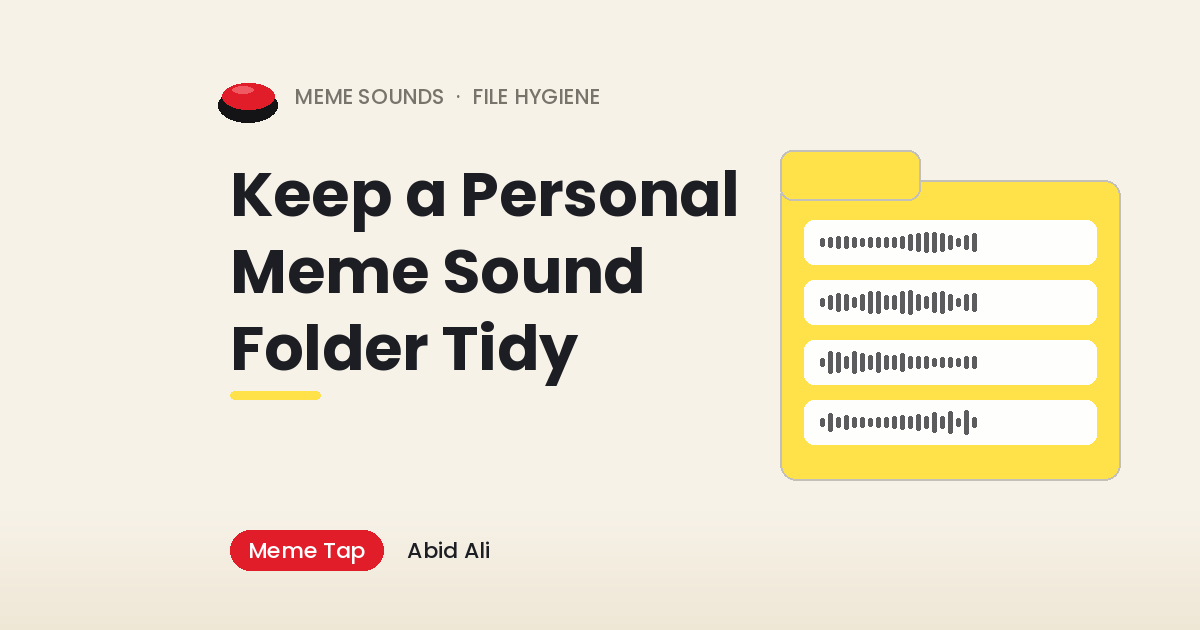 MEME SOUNDS · FILE HYGIENE
Keep a Personal
Meme Sound
Folder Tidy
Meme Tap
Abid Ali